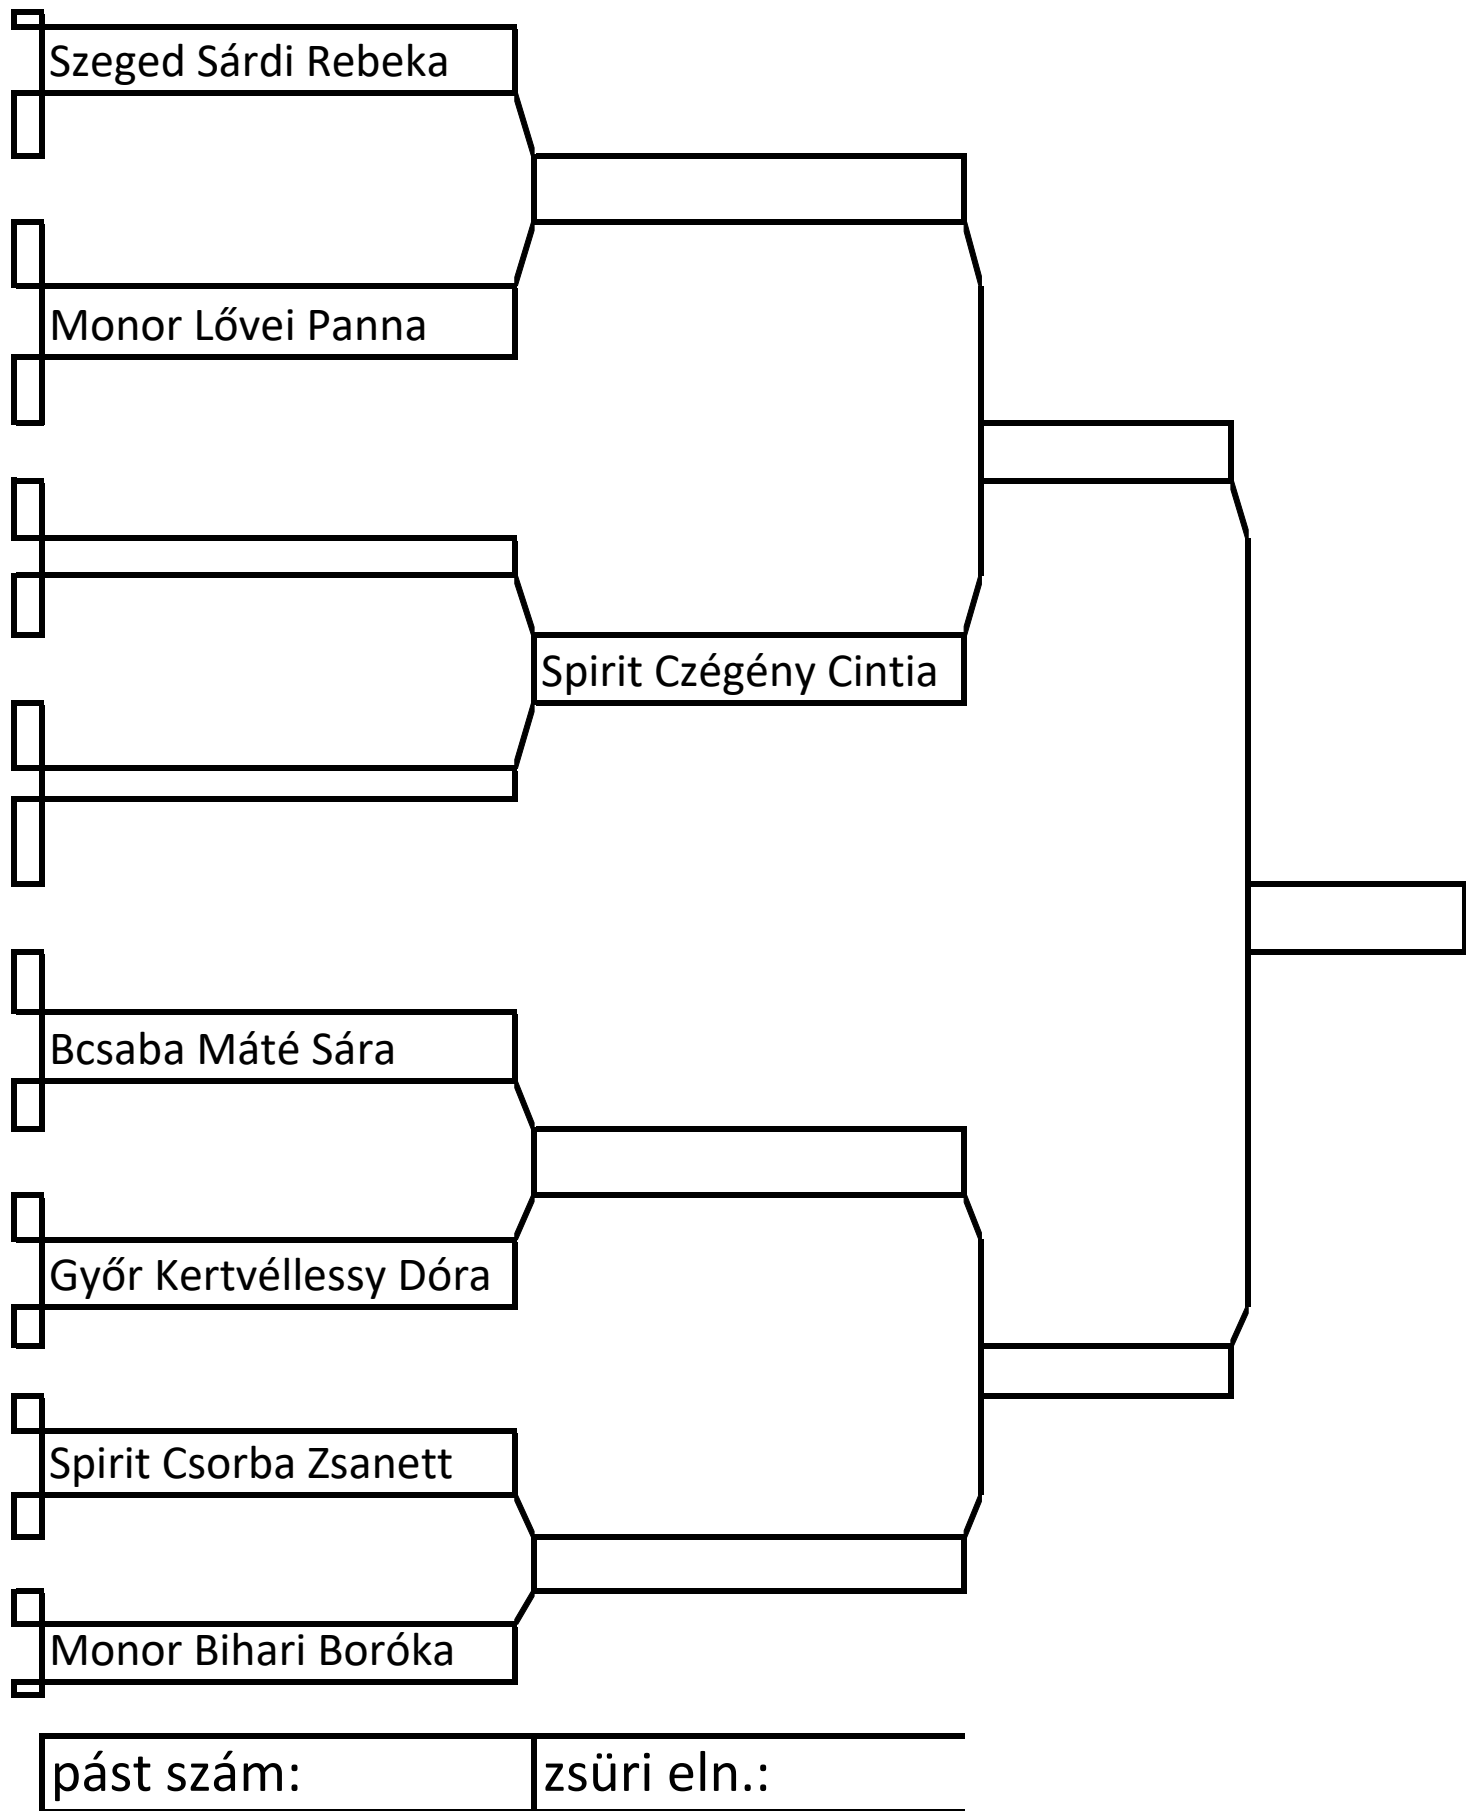 Szeged Sárdi Rebeka
Monor Lővei Panna
Spirit Czégény Cintia
Bcsaba Máté Sára
Győr Kertvéllessy Dóra
Spirit Csorba Zsanett
Monor Bihari Boróka
pást szám: zsüri eln.: